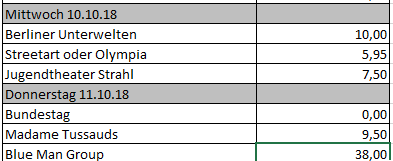 Mittwoch 10.10.18
Berliner Unterwelten 10,00
Streetart oder Olympia 5,95
Jugendtheater Strahl 7,50
Donnerstag 11.10.18
Bundestag 0,00
Madame Tussauds 9,50
Blue Man Group 38,00